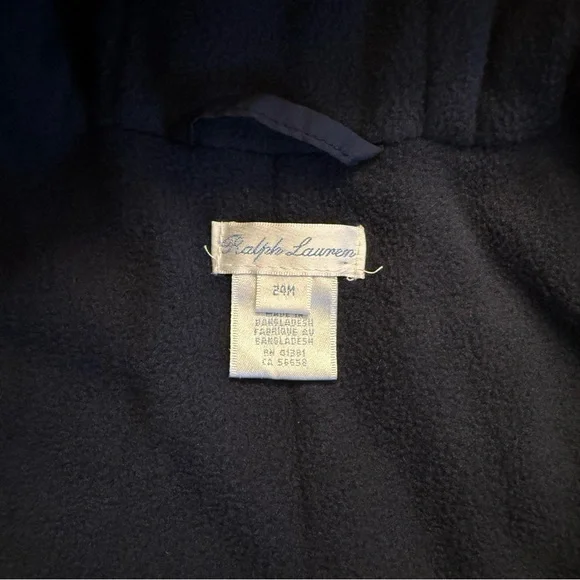 Ralph Lauren
24M
MADE IN
BANGLADESH
FABRIQUE AU
BANGLADESH
RN 41381
CA 56658